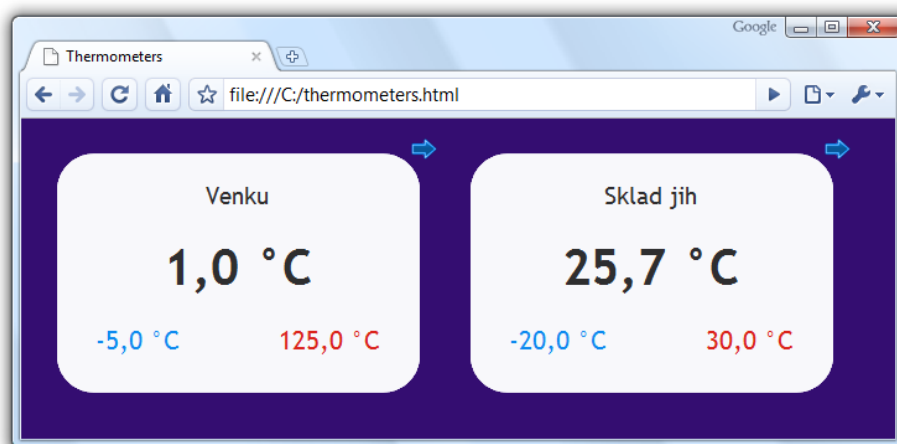 Google
Thermometers
file:///C:/thermometers.html
Venku
1,0 °C
-5,0 °C 125,0 °C
Sklad jih
25,7 °C
-20,0 °C 30,0 °C